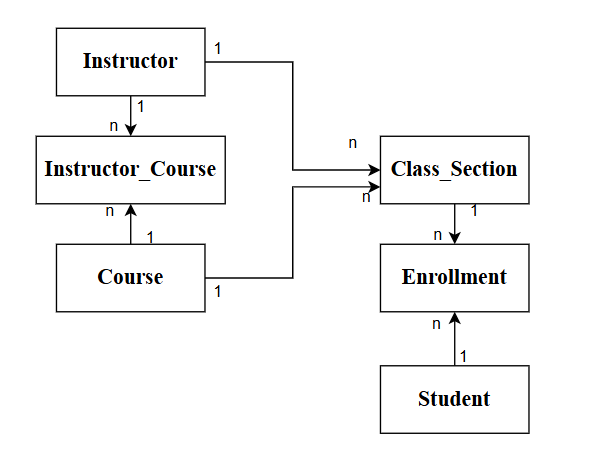 Instructor
1
1
n
n
Instructor_Course
Class_Section
n
n
1
1
n
Course
Enrollment
1
n
1
Student